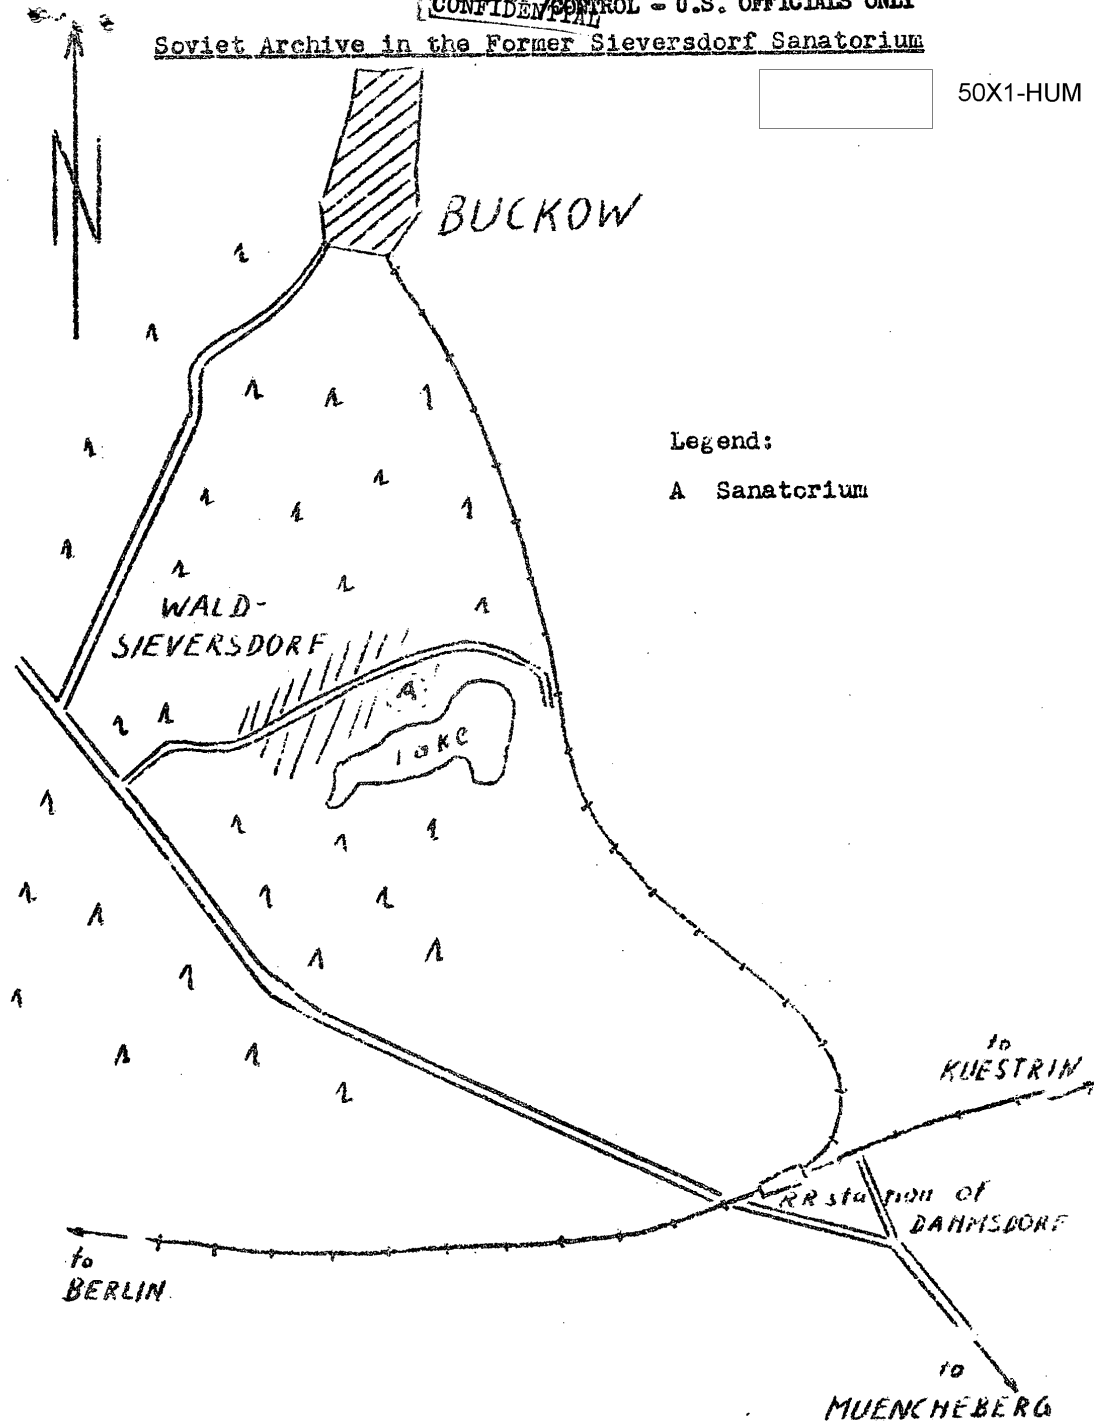 CONFIDENTIAL/CONTROL - U.S. OFFICIALS ONLY
Soviet Archive in the Former Sieversdorf Sanatorium
50X1-HUM
N
BUCKOW
Legend:
A Sanatorium
WALD-
SIEVERSDORF
A
lake
to
KUESTRIN
RR station of
DAHMSDORF
to
BERLIN
to
MUENCHEBERG